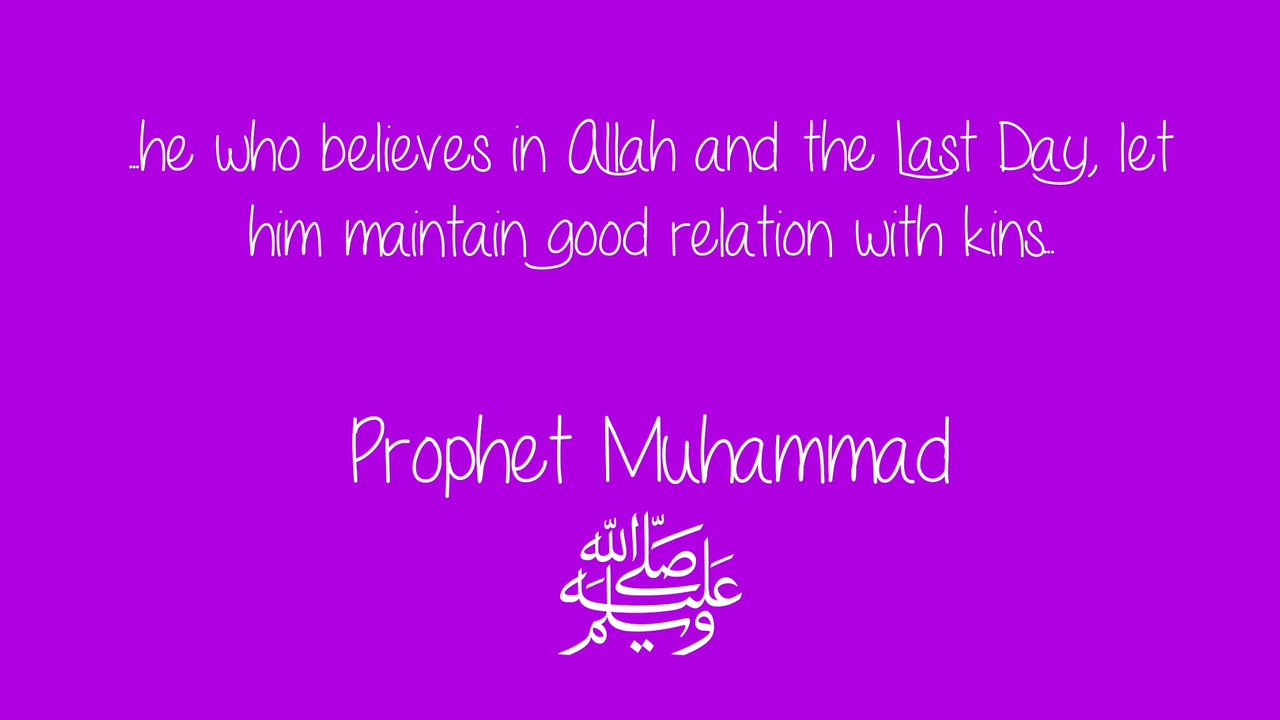 ...he who believes in Allah and the Last Day, let
him maintain good relation with kins...
Prophet Muhammad
صلى الله عليه وسلم